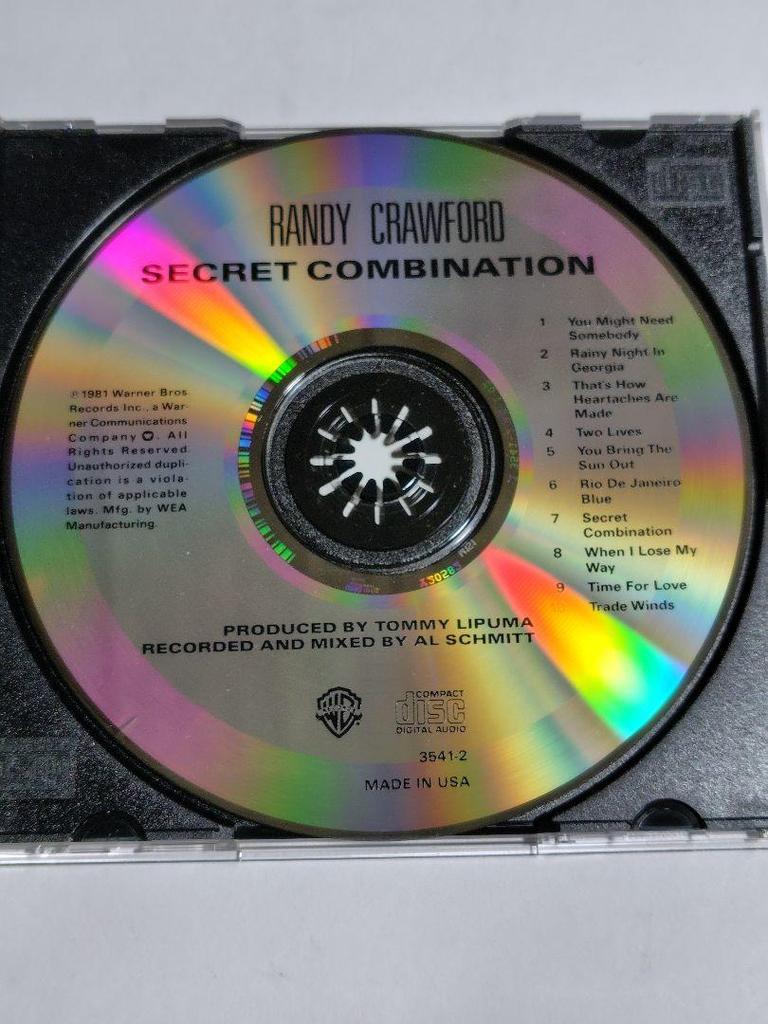 RANDY CRAWFORD
SECRET COMBINATION
1 You Might Need
Somebody
2 Rainy Night In
Georgia
3 That's How
Heartaches Are
Made
4 Two Lives
5 You Bring The
Sun Out
6 Rio De Janeiro
Blue
7 Secret
Combination
8 When I Lose My
Way
9 Time For Love
10 Trade Winds
℗ 1981 Warner Bros.
Records Inc., a War-
ner Communications
Company. All
Rights Reserved.
Unauthorized dupli-
cation is a viola-
tion of applicable
laws. Mfg. by WEA
Manufacturing.
PRODUCED BY TOMMY LIPUMA
RECORDED AND MIXED BY AL SCHMITT
COMPACT
disc
DIGITAL AUDIO
3541-2
MADE IN USA
disc